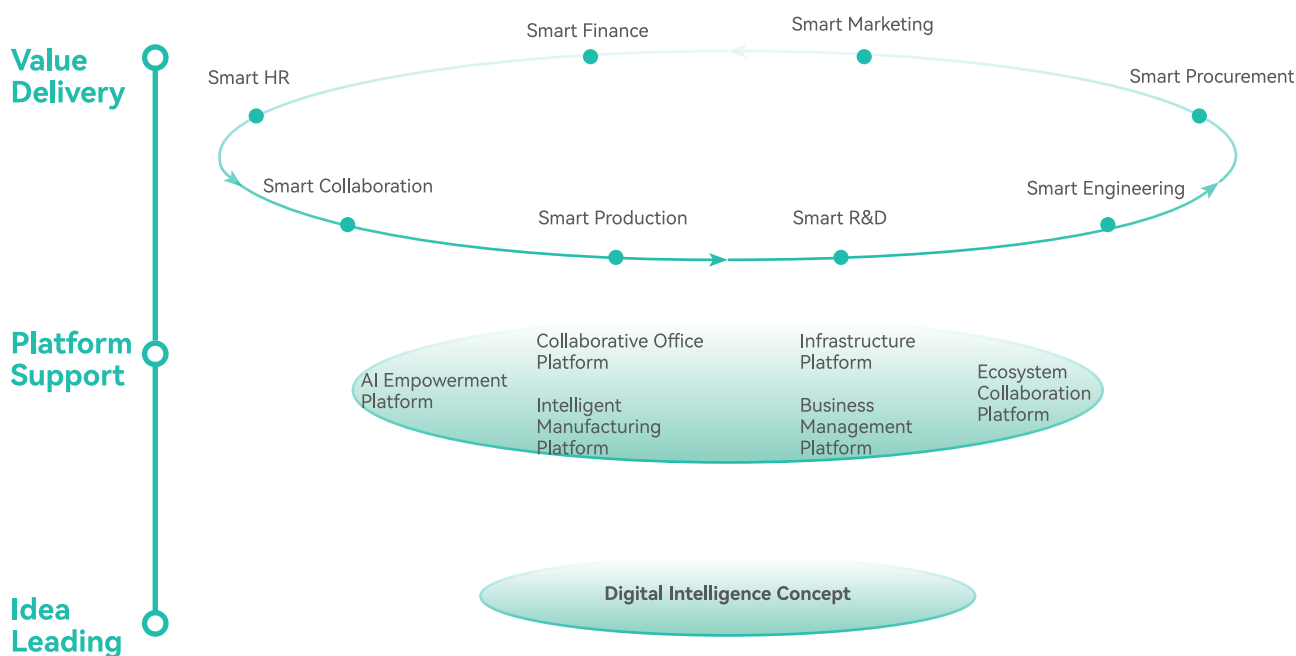 Value
Delivery
Smart Finance
Smart Marketing
Smart HR
Smart Procurement
Smart Collaboration
Smart Engineering
Smart Production
Smart R&D
Platform
Support
Collaborative Office
Platform
Infrastructure
Platform
AI Empowerment
Platform
Ecosystem
Collaboration
Platform
Intelligent
Manufacturing
Platform
Business
Management
Platform
Idea
Leading
Digital Intelligence Concept